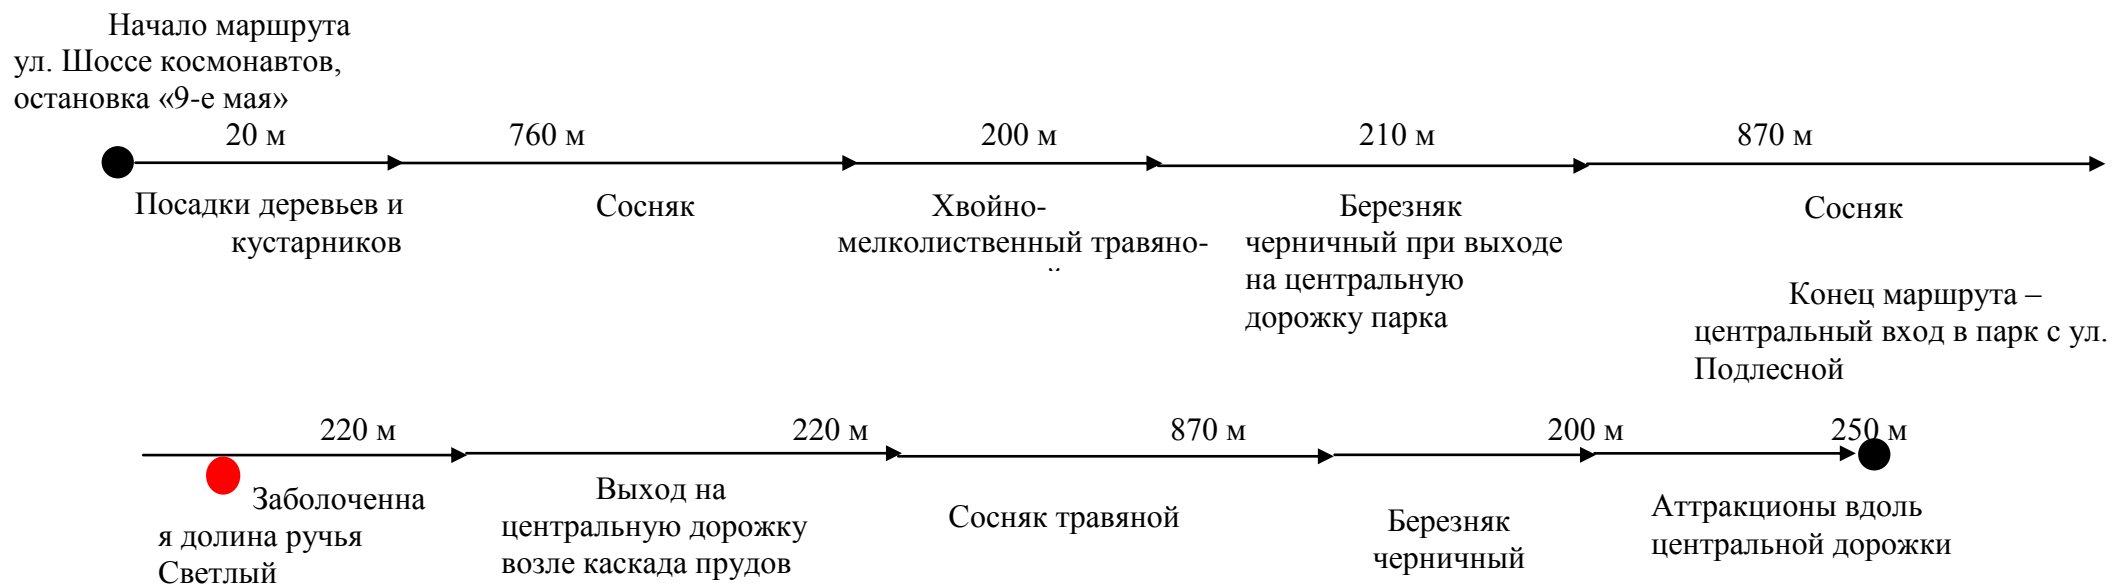 Начало маршрута
ул. Шоссе космонавтов,
остановка «9-е мая»
20 м
760 м
200 м
210 м
870 м
Посадки деревьев и
кустарников
Сосняк
Хвойно-
мелколиственный травяно-
Березняк
черничный при выходе
на центральную
дорожку парка
Сосняк
Конец маршрута –
центральный вход в парк с ул.
Подлесной
220 м
220 м
870 м
200 м
250 м
Заболоченна
я долина ручья
Светлый
Выход на
центральную дорожку
возле каскада прудов
Сосняк травяной
Березняк
черничный
Аттракционы вдоль
центральной дорожки